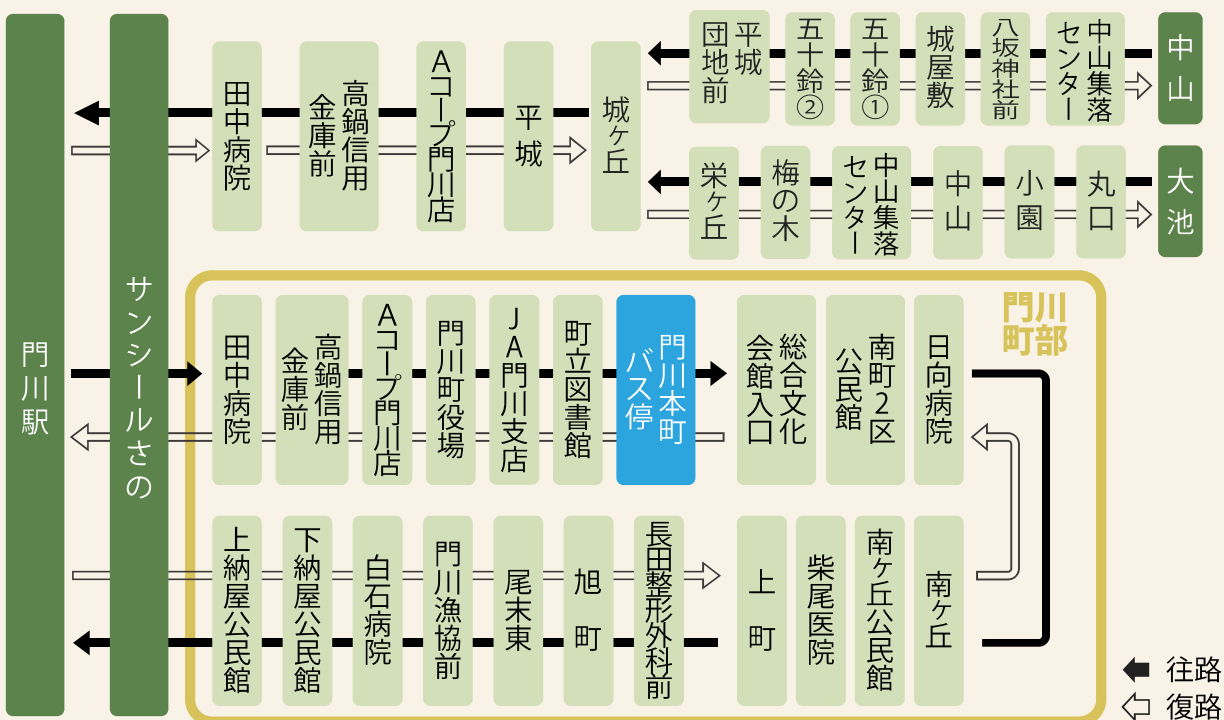 門川駅
サンシールさの
田中病院
高鍋信用
金庫前
Aコープ門川店
平城
城ヶ丘
平城
団地前
五十鈴②
五十鈴①
城屋敷
八坂神社前
中山集落
センター
中山
栄ヶ丘
梅の木
中山集落
センター
中山
小園
丸口
大池
門川
町部
田中病院
高鍋信用
金庫前
Aコープ門川店
門川町役場
JA門川支店
町立図書館
門川本町
バス停
総合文化
会館入口
南町2区
公民館
日向病院
上納屋公民館
下納屋公民館
白石病院
門川漁協前
尾末東
旭町
長田整形外科前
上町
柴尾医院
南ヶ丘公民館
南ヶ丘
往路
復路